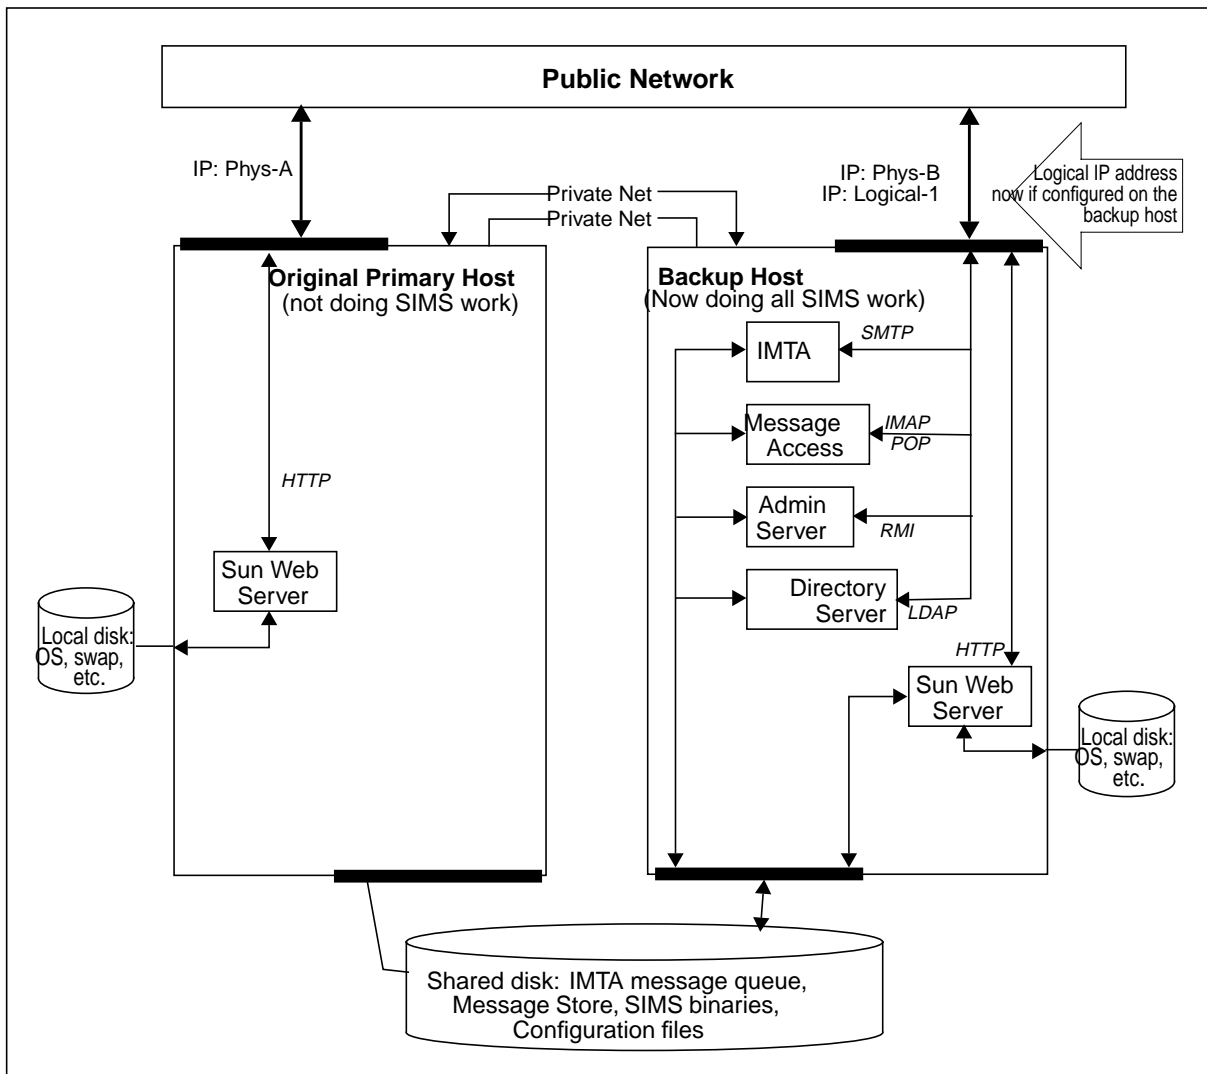 Public Network
IP: Phys-A
IP: Phys-B
IP: Logical-1
Logical IP address
now if configured on the
backup host
Private Net
Private Net
Original Primary Host
(not doing SIMS work)
Backup Host
(Now doing all SIMS work)
IMTA
SMTP
Message
Access
IMAP
POP
HTTP
Admin
Server
RMI
Sun Web
Server
Directory
Server
LDAP
Local disk:
OS, swap,
etc.
HTTP
Sun Web
Server
Local disk:
OS, swap,
etc.
Shared disk: IMTA message queue,
Message Store, SIMS binaries,
Configuration files